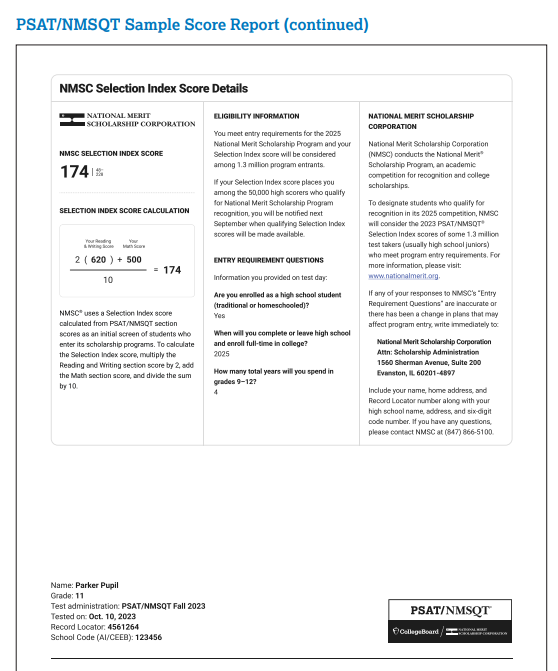 PSAT/NMSQT Sample Score Report (continued)
NMSC Selection Index Score Details
NATIONAL MERIT
SCHOLARSHIP CORPORATION
NMSC SELECTION INDEX SCORE
174 | 48–
228
SELECTION INDEX SCORE CALCULATION
Your Reading
& Writing Score
Your
Math Score
2 ( 620 ) + 500
= 174
10
NMSC® uses a Selection Index score
calculated from PSAT/NMSQT section
scores as an initial screen of students who
enter its scholarship programs. To calculate
the Selection Index score, multiply the
Reading and Writing section score by 2, add
the Math section score, and divide the sum
by 10.
ELIGIBILITY INFORMATION
You meet entry requirements for the 2025
National Merit Scholarship Program and your
Selection Index score will be considered
among 1.3 million program entrants.
If your Selection Index score places you
among the 50,000 high scorers who qualify
for National Merit Scholarship Program
recognition, you will be notified next
September when qualifying Selection Index
scores will be made available.
ENTRY REQUIREMENT QUESTIONS
Information you provided on test day:
Are you enrolled as a high school student
(traditional or homeschooled)?
Yes
When will you complete or leave high school
and enroll full-time in college?
2025
How many total years will you spend in
grades 9–12?
4
NATIONAL MERIT SCHOLARSHIP
CORPORATION
National Merit Scholarship Corporation
(NMSC) conducts the National Merit®
Scholarship Program, an academic
competition for recognition and college
scholarships.
To designate students who will qualify for
recognition in its 2025 competition, NMSC
will consider the 2023 PSAT/NMSQT®
Selection Index scores of some 1.3 million
test takers (usually high school juniors)
who meet program entry requirements. For
more information, please visit:
www.nationalmerit.org.
If any of your responses to NMSC's "Entry
Requirement Questions" are inaccurate or
there has been a change in plans that may
affect program entry, write immediately to:
National Merit Scholarship Corporation
Attn: Scholarship Administration
1560 Sherman Avenue, Suite 200
Evanston, IL 60201-4897
Include your name, home address, and
Record Locator number along with your
high school name, address, and six-digit
code number. If you have any questions,
please contact NMSC at (847) 866-5100.
Name: Parker Pupil
Grade: 11
Test administration: PSAT/NMSQT Fall 2023
Tested on: Oct. 10, 2023
Record Locator: 4561264
School Code (AI/CEEB): 123456
PSAT/NMSQT®
CollegeBoard / NATIONAL MERIT
SCHOLARSHIP CORPORATION